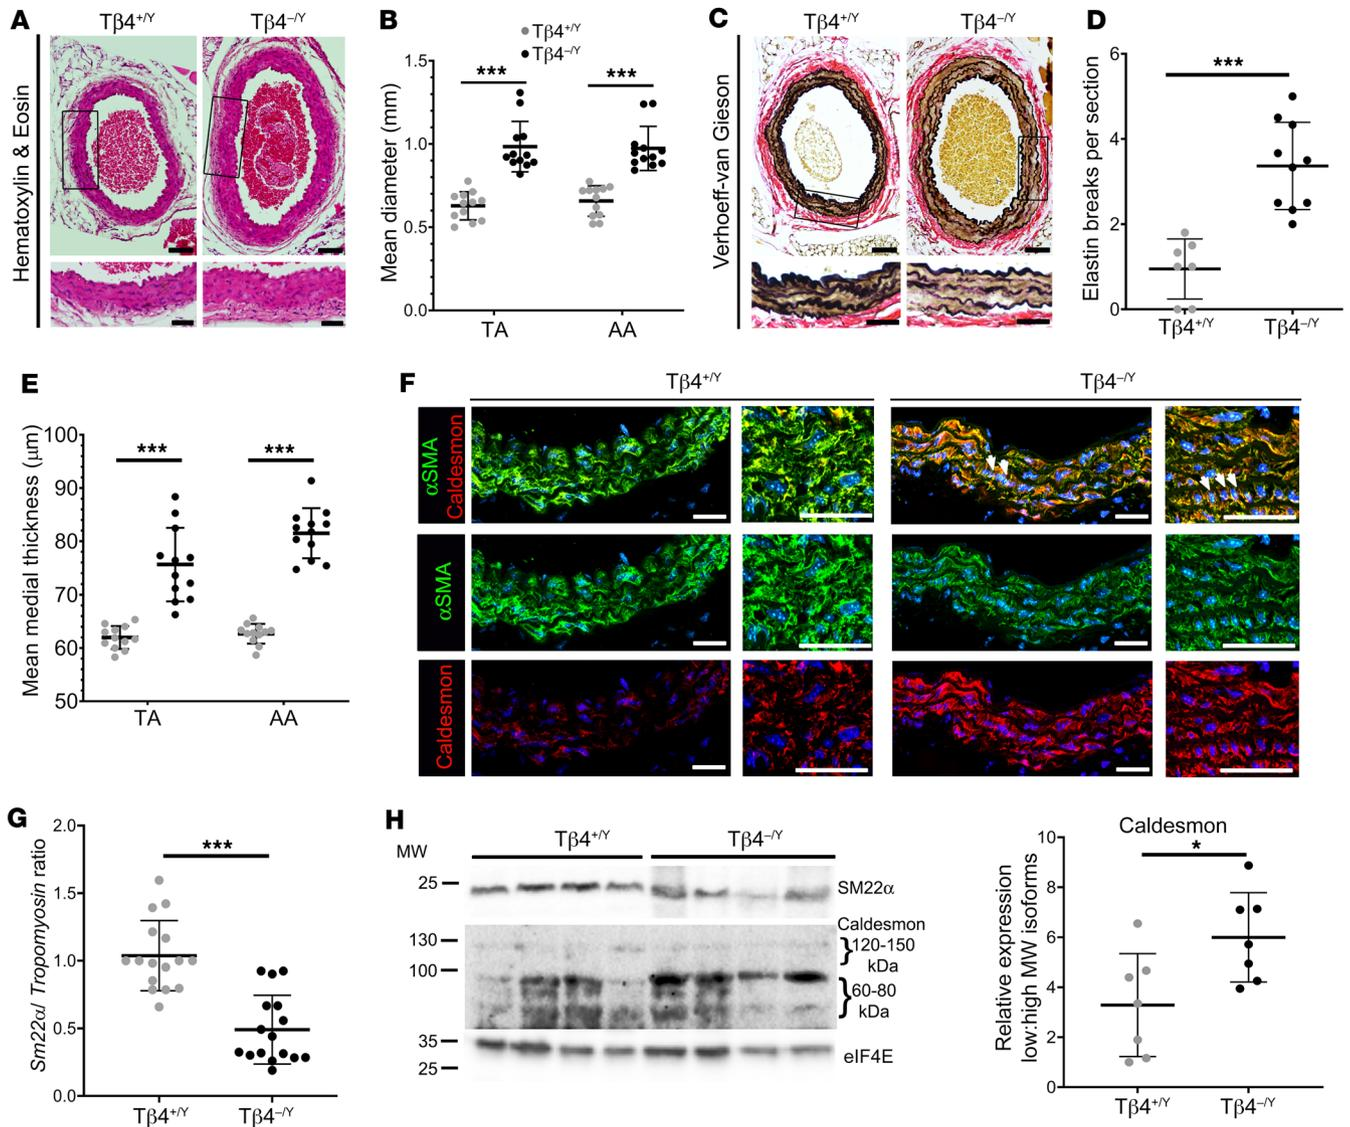 A
Tβ4+/Y
Tβ4−/Y
Hematoxylin & Eosin
B
Tβ4+/Y
Tβ4−/Y
Mean diameter (mm)
1.5
1.0
0.5
0.0
***
***
TA
AA
C
Tβ4+/Y
Tβ4−/Y
Verhoeff-van Gieson
D
Elastin breaks per section
6
4
2
0
***
Tβ4+/Y
Tβ4−/Y
E
Mean medial thickness (μm)
100
90
80
70
60
50
***
***
TA
AA
F
Tβ4+/Y
Tβ4−/Y
αSMA
Caldesmon
αSMA
Caldesmon
G
Sm22α/ Tropomyosin ratio
2.0
1.5
1.0
0.5
0.0
***
Tβ4+/Y
Tβ4−/Y
H
MW
Tβ4+/Y
Tβ4−/Y
25
SM22α
Caldesmon
130
120-150
kDa
100
60-80
kDa
35
eIF4E
25
Caldesmon
Relative expression
low:high MW isoforms
10
8
6
4
2
0
*
Tβ4+/Y
Tβ4−/Y